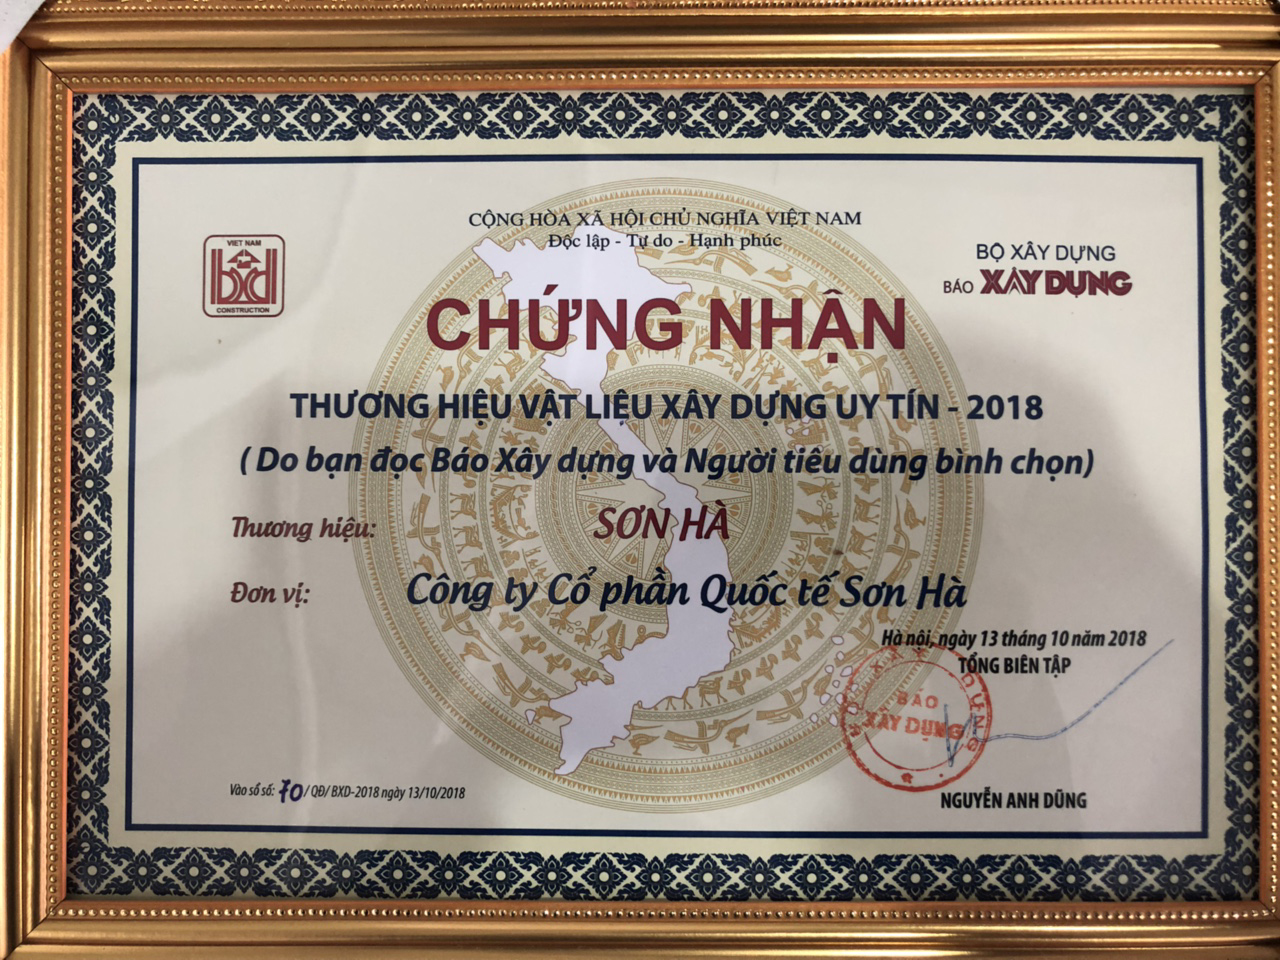 CỘNG HÒA XÃ HỘI CHỦ NGHĨA VIỆT NAM
Độc lập - Tự do - Hạnh phúc
VIET NAM
bxd
CONSTRUCTION
BỘ XÂY DỰNG
BÁO XÂY DỰNG
CHỨNG NHẬN
THƯƠNG HIỆU VẬT LIỆU XÂY DỰNG UY TÍN - 2018
( Do bạn đọc Báo Xây dựng và Người tiêu dùng bình chọn)
Thương hiệu: SƠN HÀ
Đơn vị: Công ty Cổ phần Quốc tế Sơn Hà
Hà nội, ngày 13 tháng 10 năm 2018
TỔNG BIÊN TẬP
BÁO
XÂY DỰNG
NGUYỄN ANH DŨNG
Vào sổ số: 70 / QĐ/ BXD-2018 ngày 13/10/2018